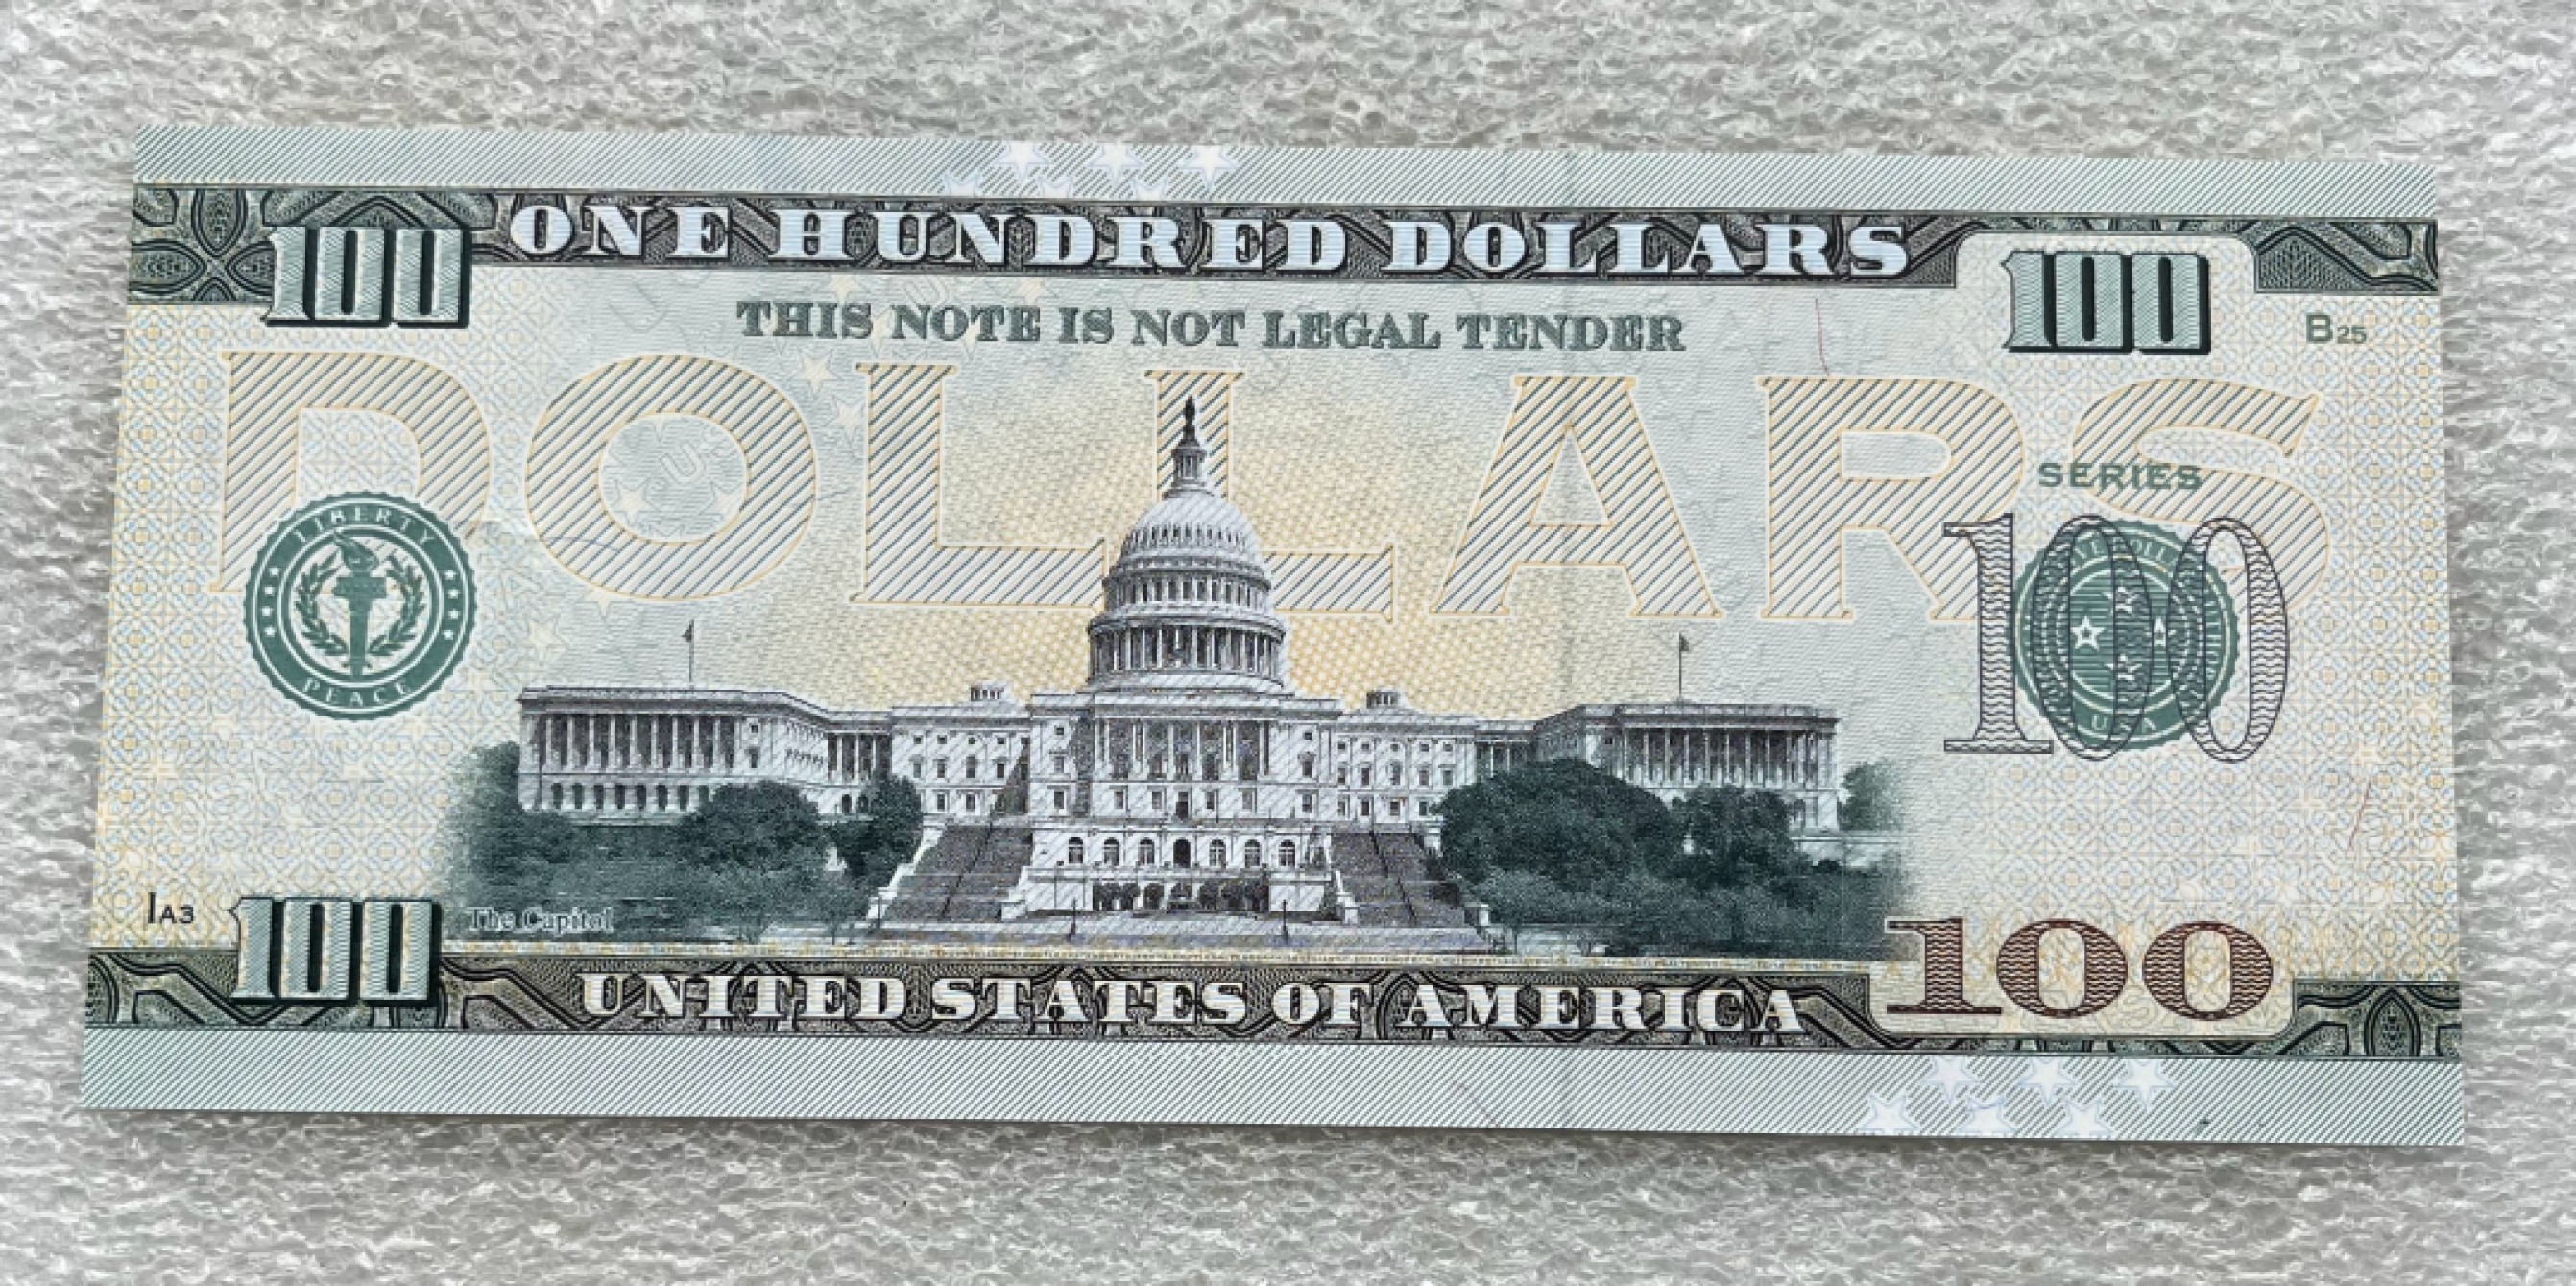 ONE HUNDRED DOLLARS
100
100
THIS NOTE IS NOT LEGAL TENDER
B25
DOLLARS
SERIES
LIBERTY
PEACE
100
U A
IA3
100
The Capitol
100
UNITED STATES OF AMERICA